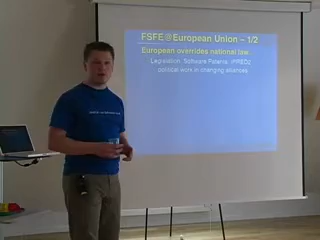 FSFE@European Union – 1/2
European overrides national law.
Legislation: Software Patents, IPRED2
political work in changing alliances